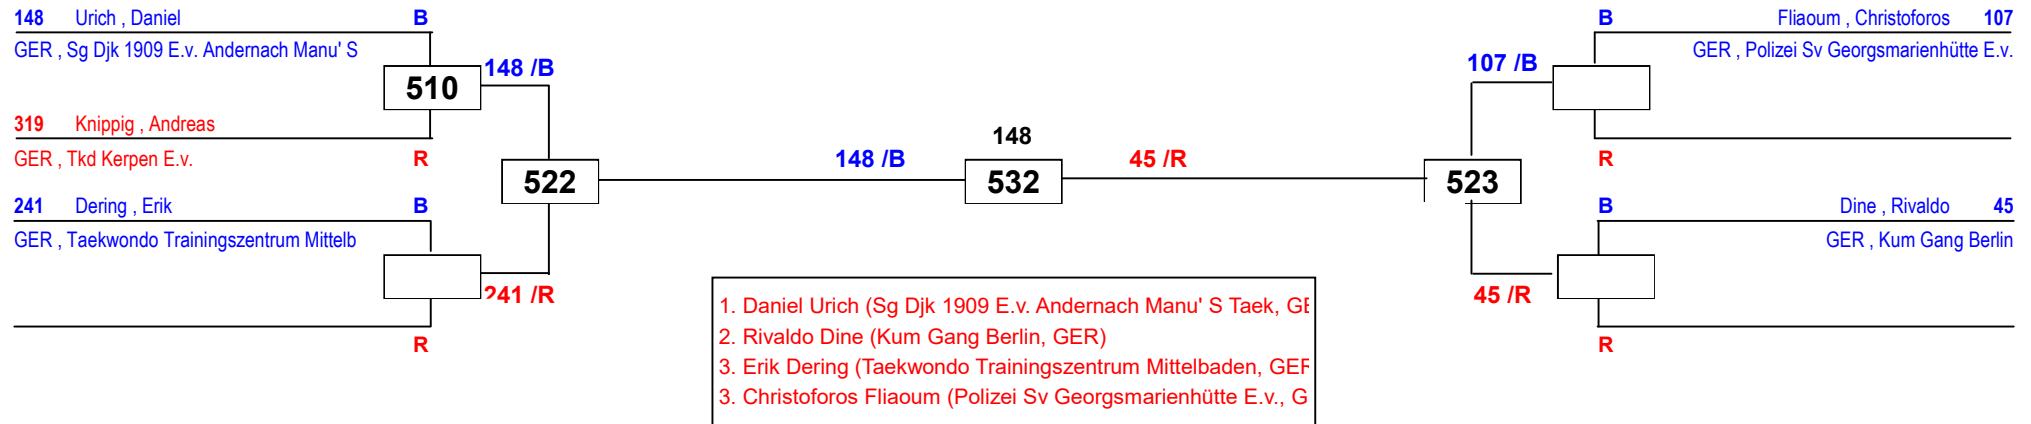 148 Urich , Daniel B
GER , Sg Djk 1909 E.v. Andernach Manu' S
510
148 /B
319 Knippig , Andreas
GER , Tkd Kerpen E.v. R
522
241 Dering , Erik B
GER , Taekwondo Trainingszentrum Mittelb
241 /R
R
148 /B
148
532
45 /R
B Fliaoum , Christoforos 107
GER , Polizei Sv Georgsmarienhütte E.v.
107 /B
R
523
B Dine , Rivaldo 45
GER , Kum Gang Berlin
45 /R
R
1. Daniel Urich (Sg Djk 1909 E.v. Andernach Manu' S Taek, GE
2. Rivaldo Dine (Kum Gang Berlin, GER)
3. Erik Dering (Taekwondo Trainingszentrum Mittelbaden, GER
3. Christoforos Fliaoum (Polizei Sv Georgsmarienhütte E.v., G